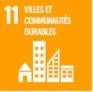 11 VILLES ET
COMMUNAUTÉS
DURABLES